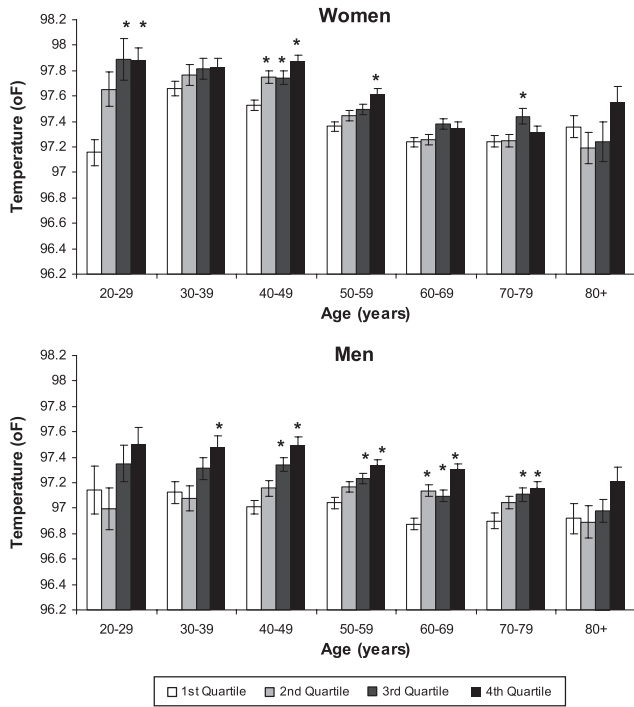 Women
98.2
98
97.8
97.6
97.4
97.2
97
96.8
96.6
96.4
96.2
Temperature (oF)
* *
* * *
*
*
20-29 30-39 40-49 50-59 60-69 70-79 80+
Age (years)
Men
98.2
98
97.8
97.6
97.4
97.2
97
96.8
96.6
96.4
96.2
Temperature (oF)
*
* *
* *
* * *
* *
20-29 30-39 40-49 50-59 60-69 70-79 80+
Age (years)
1st Quartile 2nd Quartile 3rd Quartile 4th Quartile